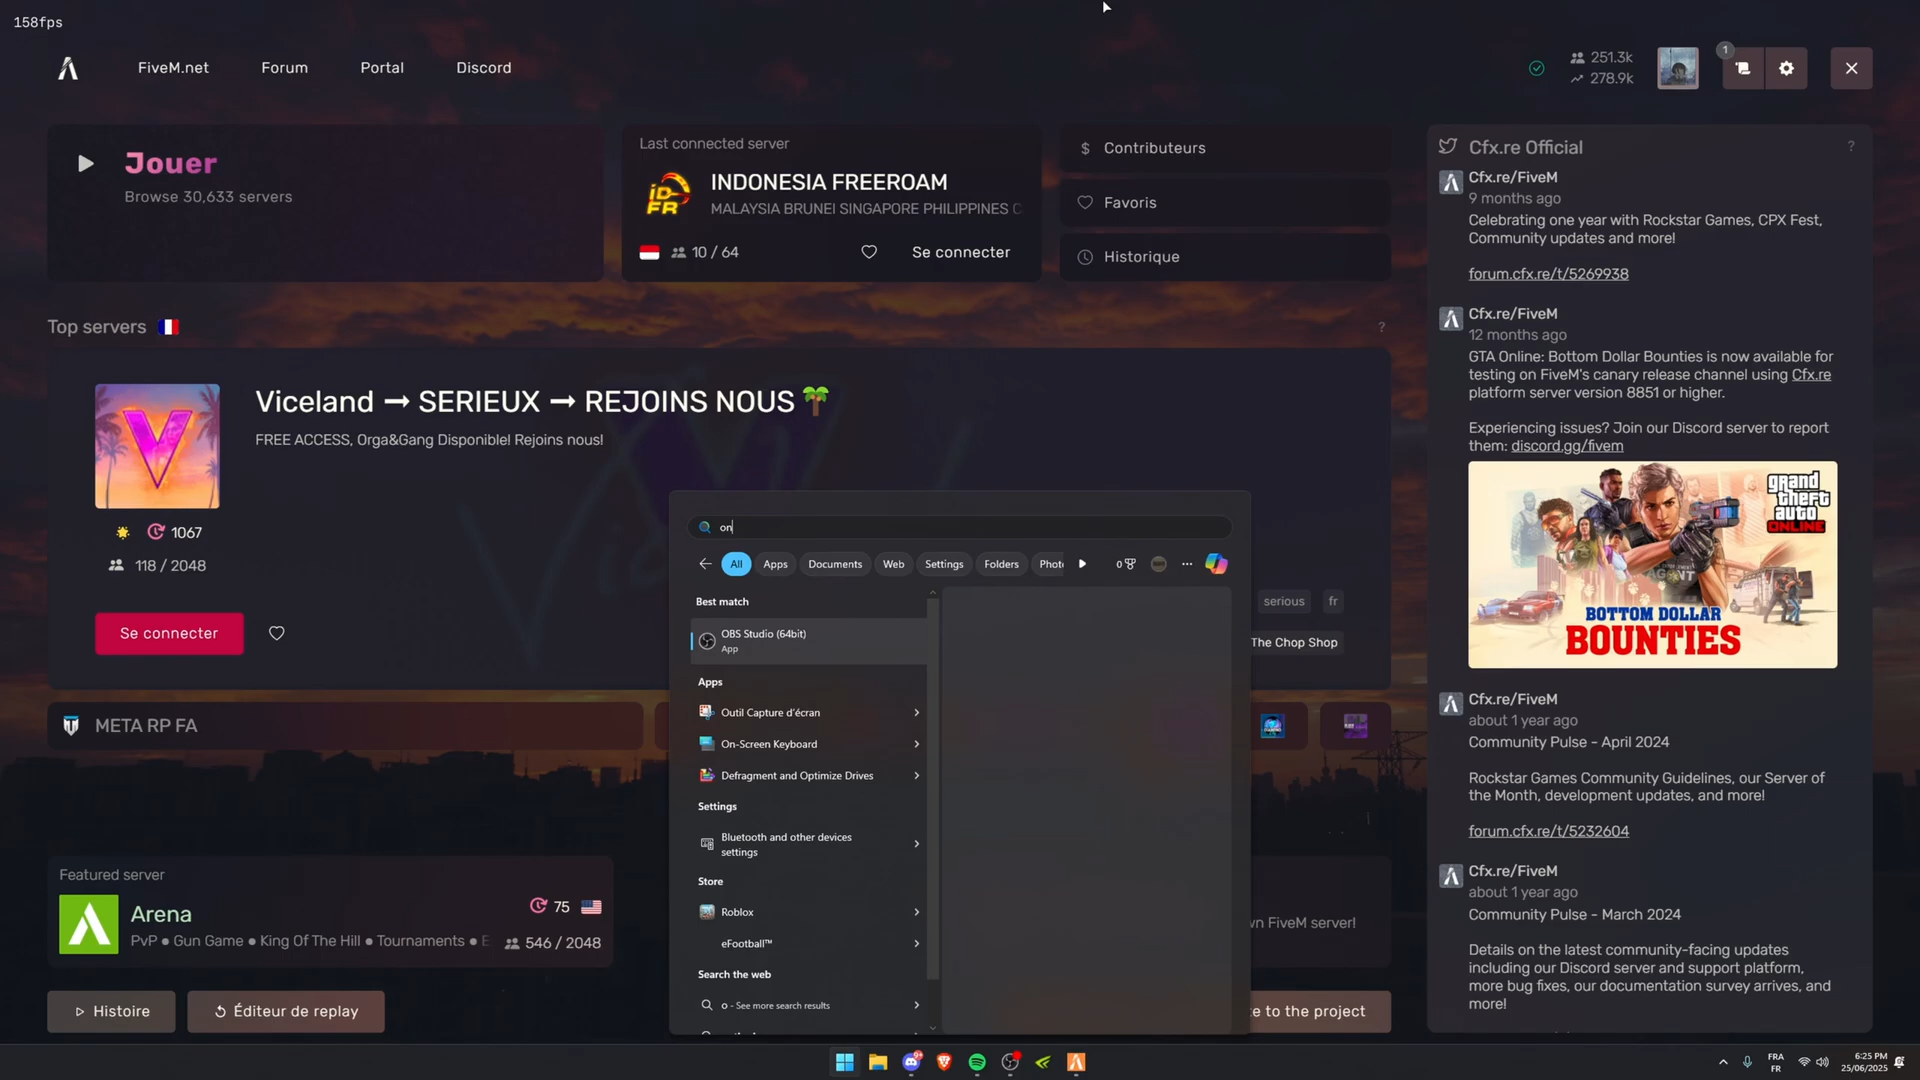 158fps
FiveM.net
Forum
Portal
Discord
251.3k
278.9k
1
Jouer
Browse 30,633 servers
Last connected server
ID-
FR
INDONESIA FREEROAM
MALAYSIA BRUNEI SINGAPORE PHILIPPINES C
10 / 64
Se connecter
$ Contributeurs
Favoris
Historique
Cfx.re Official
?
Cfx.re/FiveM
9 months ago
Celebrating one year with Rockstar Games, CPX Fest,
Community updates and more!
forum.cfx.re/t/5269938
Cfx.re/FiveM
12 months ago
GTA Online: Bottom Dollar Bounties is now available for
testing on FiveM's canary release channel using Cfx.re
platform server version 8851 or higher.
Experiencing issues? Join our Discord server to report
them: discord.gg/fivem
grand
theft
auto
ONLINE
AGENT
BOTTOM DOLLAR
BOUNTIES
Cfx.re/FiveM
about 1 year ago
Community Pulse - April 2024
Rockstar Games Community Guidelines, our Server of
the Month, development updates, and more!
forum.cfx.re/t/5232604
Cfx.re/FiveM
about 1 year ago
Community Pulse - March 2024
Details on the latest community-facing updates
including our Discord server and support platform,
more bug fixes, our documentation survey arrives, and
more!
Top servers
?
V
Viceland → SERIEUX → REJOINS NOUS🌴
FREE ACCESS, Orga&Gang Disponible! Rejoins nous!
1067
118 / 2048
Se connecter
serious
fr
The Chop Shop
META RP FA
on
All
Apps
Documents
Web
Settings
Folders
Phot
0
Best match
OBS Studio (64bit)
App
Apps
Outil Capture d'écran
On-Screen Keyboard
Defragment and Optimize Drives
Settings
Bluetooth and other devices
settings
Store
Roblox
eFootball™
Search the web
o - See more search results
Featured server
Arena
75
PvP ● Gun Game ● King Of The Hill ● Tournaments ● E
546 / 2048
wn FiveM server!
Histoire
Éditeur de replay
te to the project
FRA
FR
6:25 PM
25/06/2025